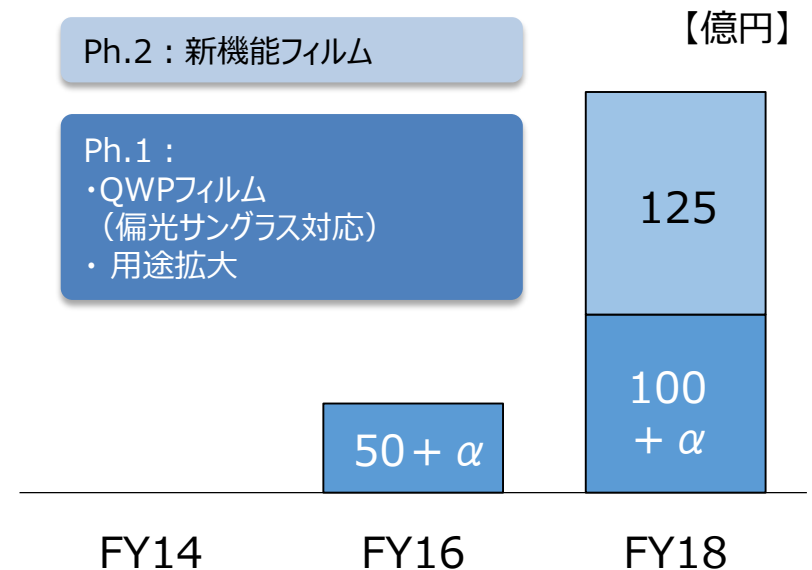 【億円】
Ph.2：新機能フィルム
Ph.1：
・QWPフィルム
（偏光サングラス対応）
・ 用途拡大
125
100
＋ α
50＋ α
FY14
FY16
FY18